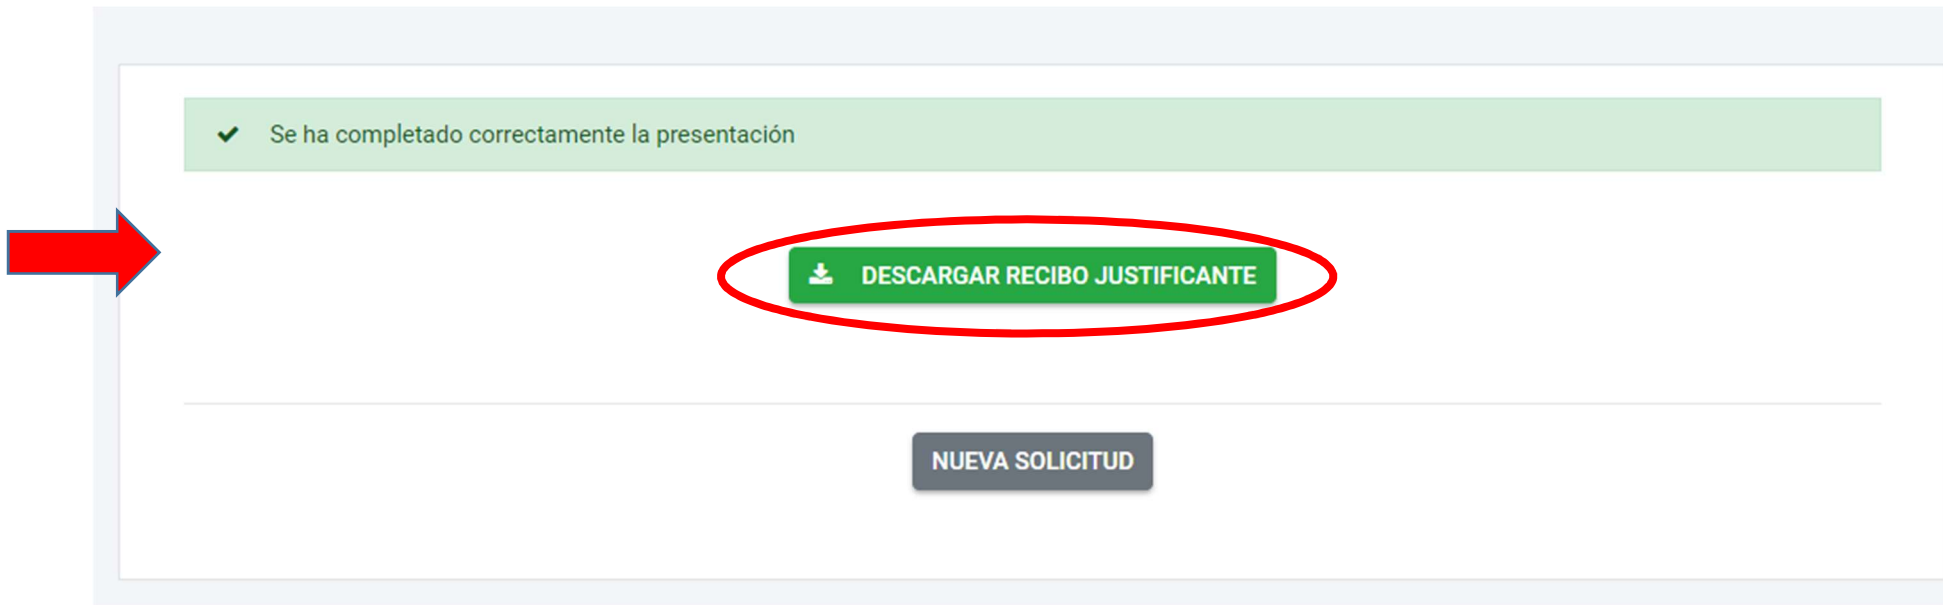 Se ha completado correctamente la presentación
DESCARGAR RECIBO JUSTIFICANTE
NUEVA SOLICITUD